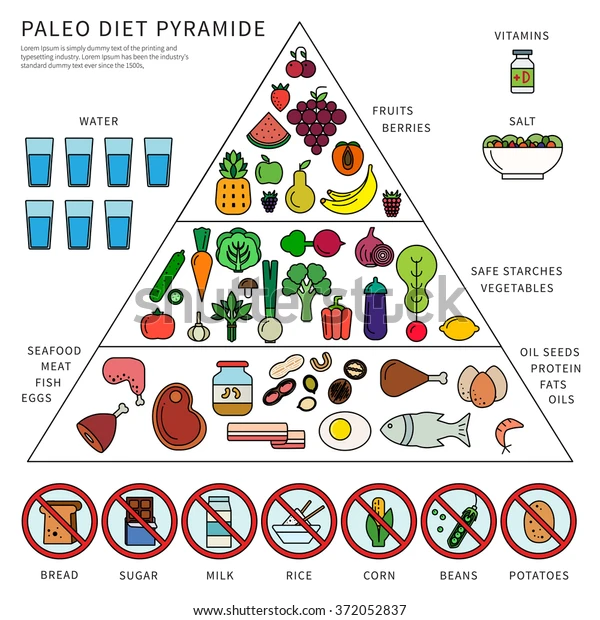 PALEO DIET PYRAMIDE
Lorem Ipsum is simply dummy text of the printing and
typesetting industry. Lorem Ipsum has been the industry's
standard dummy text ever since the 1500s,
VITAMINS
+D
WATER
FRUITS
BERRIES
SALT
SAFE STARCHES
VEGETABLES
shutterstock
SEAFOOD
MEAT
FISH
EGGS
OIL SEEDS
PROTEIN
FATS
OILS
BREAD
SUGAR
MILK
RICE
CORN
BEANS
POTATOES
shutterstock.com · 372052837